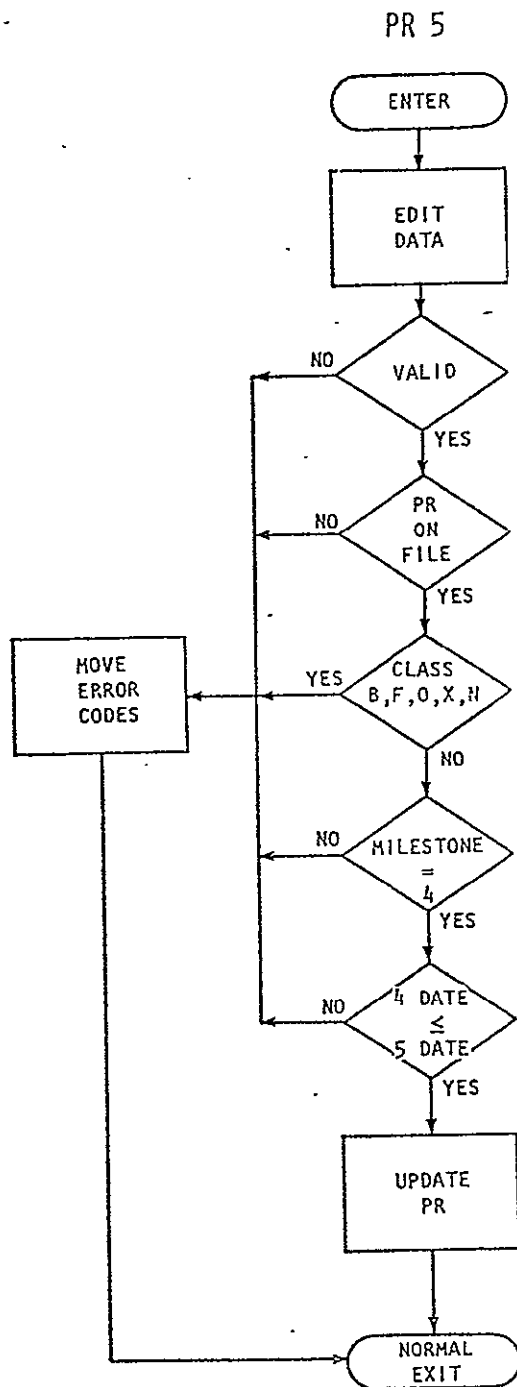 PR 5
ENTER
EDIT
DATA
NO
VALID
YES
NO
PR
ON
FILE
YES
MOVE
ERROR
CODES
YES
CLASS
B,F,O,X,N
NO
NO
MILESTONE
=
4
YES
NO
4 DATE
≤
5 DATE
YES
UPDATE
PR
NORMAL
EXIT